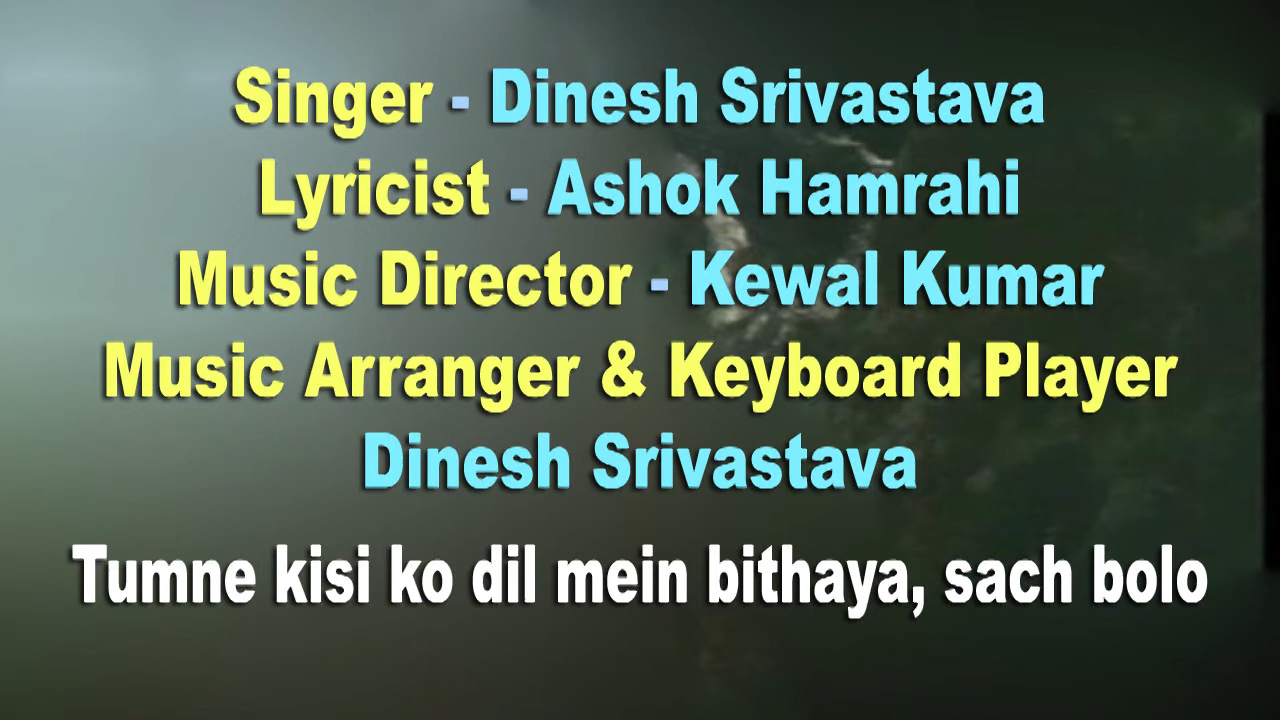 Singer - Dinesh Srivastava
Lyricist - Ashok Hamrahi
Music Director - Kewal Kumar
Music Arranger & Keyboard Player
Dinesh Srivastava
Tumne kisi ko dil mein bithaya, sach bolo